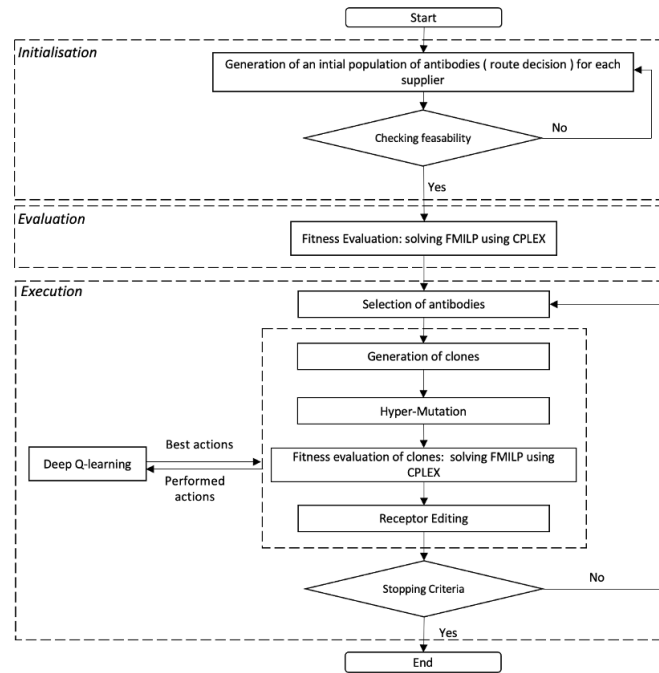 Start
Initialisation
Generation of an intial population of antibodies ( route decision ) for each
supplier
No
Checking feasability
Yes
Evaluation
Fitness Evaluation: solving FMILP using CPLEX
Execution
Selection of antibodies
Generation of clones
Hyper-Mutation
Best actions
Deep Q-learning
Fitness evaluation of clones:  solving FMILP using
CPLEX
Performed
actions
Receptor Editing
No
Stopping Criteria
Yes
End